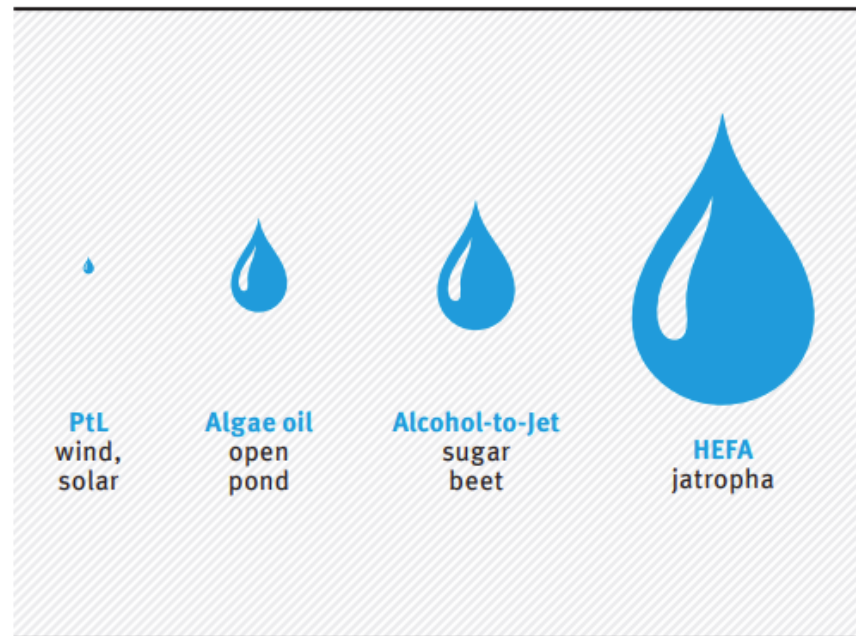 PtL
wind,
solar
Algae oil
open
pond
Alcohol-to-Jet
sugar
beet
HEFA
jatropha